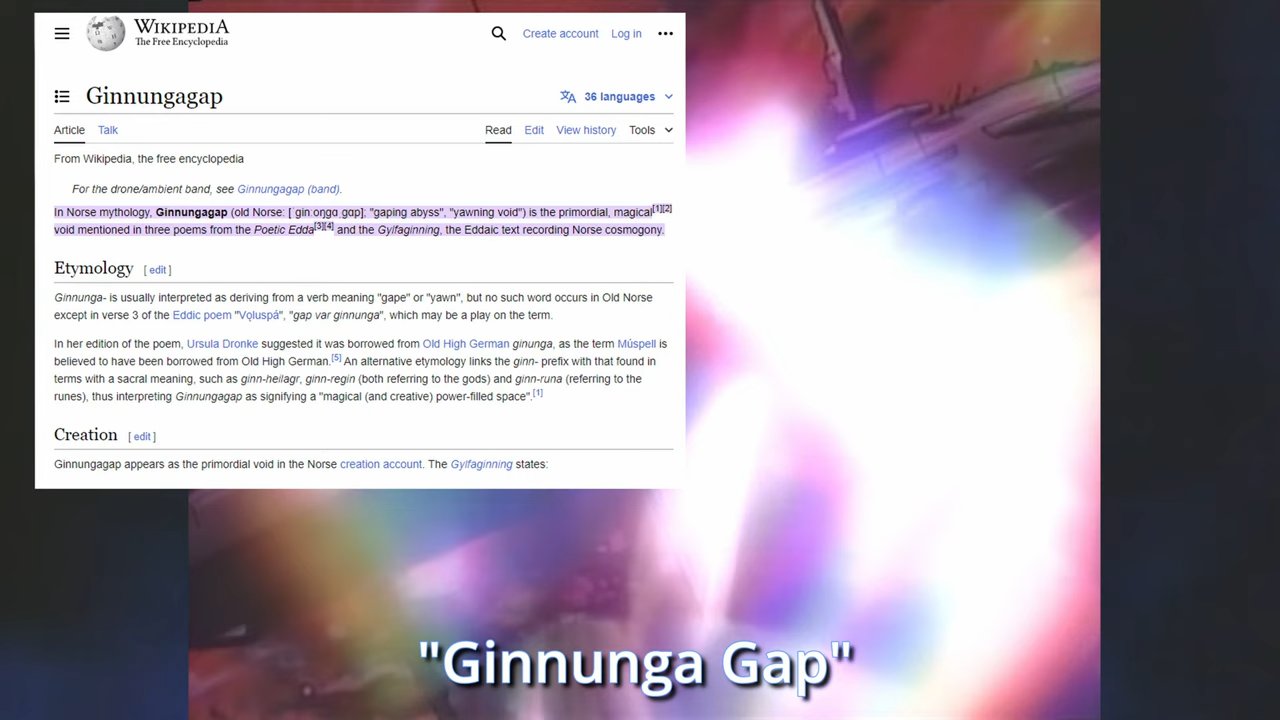 WIKIPEDIA
The Free Encyclopedia
Create account Log in
Ginnungagap
36 languages
Article Talk Read Edit View history Tools
From Wikipedia, the free encyclopedia
For the drone/ambient band, see Ginnungagap (band).
In Norse mythology, Ginnungagap (old Norse: [ˈɡinːoŋɡɑˌɡɑp]; "gaping abyss", "yawning void") is the primordial, magical[1][2]
void mentioned in three poems from the Poetic Edda[3][4] and the Gylfaginning, the Eddaic text recording Norse cosmogony.
Etymology [ edit ]
Ginnunga- is usually interpreted as deriving from a verb meaning "gape" or "yawn", but no such word occurs in Old Norse
except in verse 3 of the Eddic poem "Vǫluspá", "gap var ginnunga", which may be a play on the term.
In her edition of the poem, Ursula Dronke suggested it was borrowed from Old High German ginunga, as the term Múspell is
believed to have been borrowed from Old High German.[5] An alternative etymology links the ginn- prefix with that found in
terms with a sacral meaning, such as ginn-heilagr, ginn-regin (both referring to the gods) and ginn-runa (referring to the
runes), thus interpreting Ginnungagap as signifying a "magical (and creative) power-filled space".[1]
Creation [ edit ]
Ginnungagap appears as the primordial void in the Norse creation account. The Gylfaginning states:
"Ginnunga Gap"